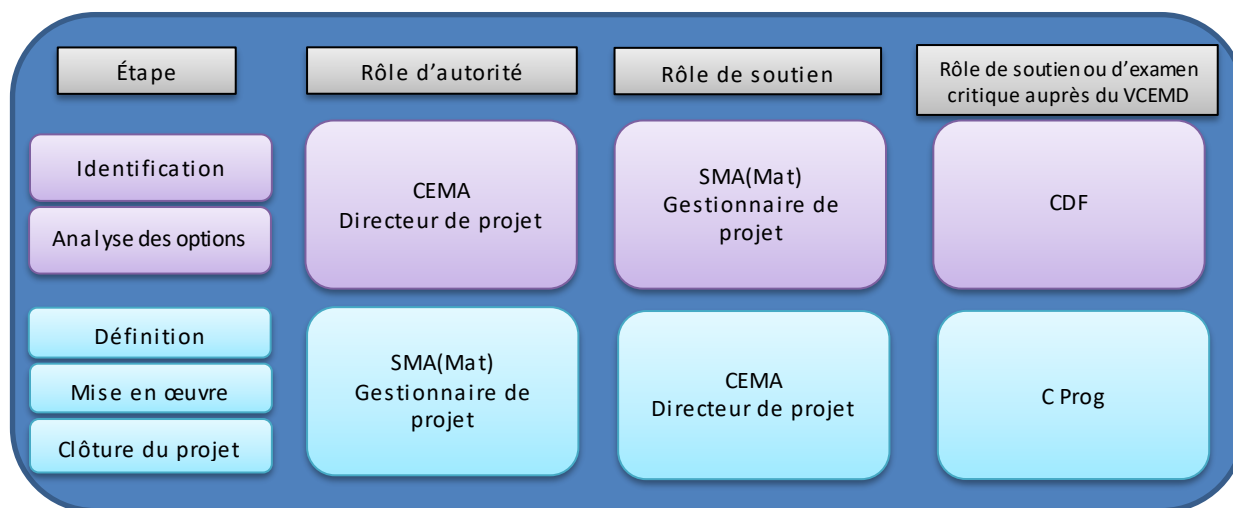 Étape
Rôle d'autorité
Rôle de soutien
Rôle de soutien ou d'examen
critique auprès du VCEMD
Identification
Analyse des options
CEMA
Directeur de projet
SMA(Mat)
Gestionnaire de
projet
CDF
Définition
Mise en œuvre
Clôture du projet
SMA(Mat)
Gestionnaire de
projet
CEMA
Directeur de projet
C Prog